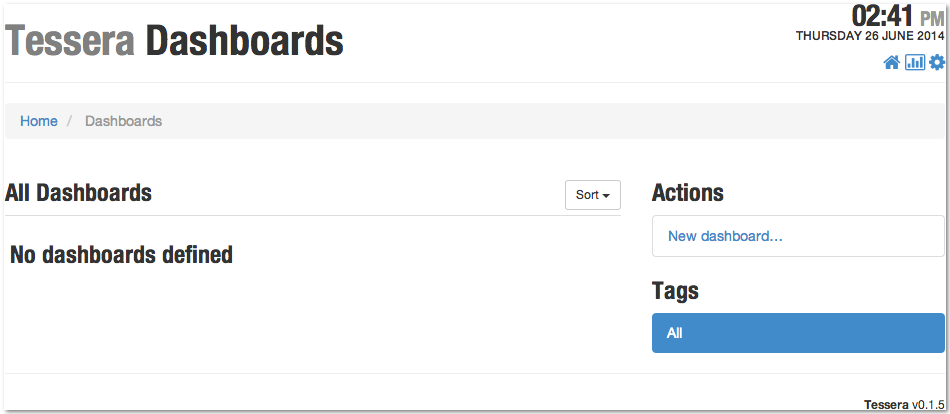 Tessera Dashboards
02:41 PM
THURSDAY 26 JUNE 2014
Home / Dashboards
All Dashboards
Sort
No dashboards defined
Actions
New dashboard...
Tags
All
Tessera v0.1.5